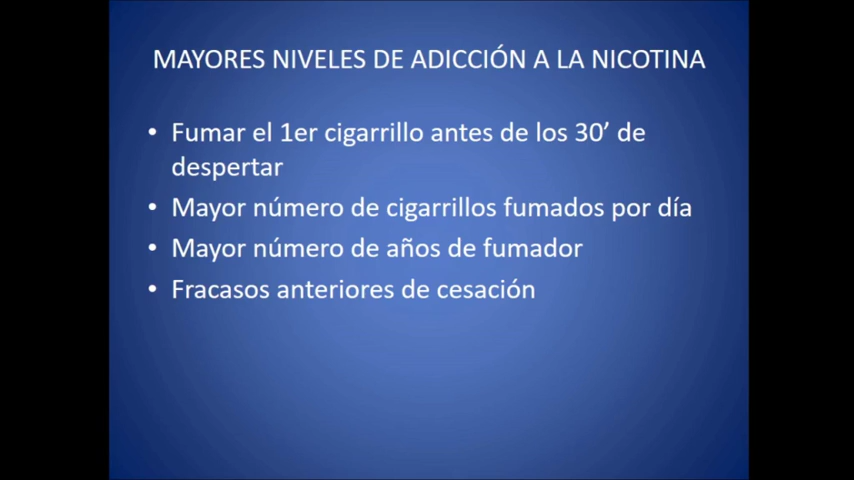 MAYORES NIVELES DE ADICCIÓN A LA NICOTINA
• Fumar el 1er cigarrillo antes de los 30’ de
despertar
• Mayor número de cigarrillos fumados por día
• Mayor número de años de fumador
• Fracasos anteriores de cesación